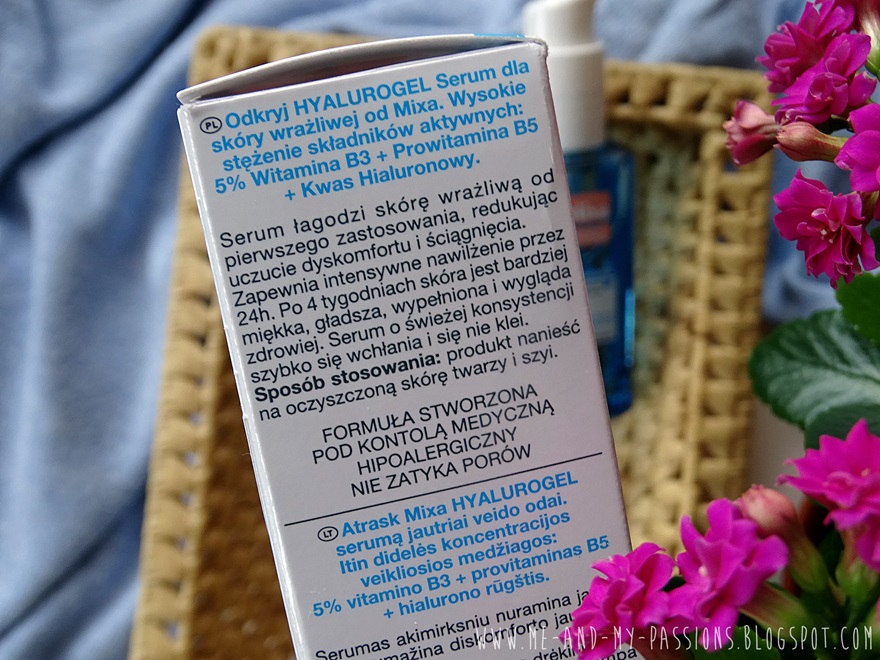 PL Odkryj HYALUROGEL Serum dla
skóry wrażliwej od Mixa. Wysokie
stężenie składników aktywnych:
5% Witamina B3 + Prowitamina B5
+ Kwas Hialuronowy.
Serum łagodzi skórę wrażliwą od
pierwszego zastosowania, redukując
uczucie dyskomfortu i ściągnięcia.
Zapewnia intensywne nawilżenie przez
24h. Po 4 tygodniach skóra jest bardziej
miękka, gładsza, wypełniona i wygląda
zdrowiej. Serum o świeżej konsystencji
szybko się wchłania i się nie klei.
Sposób stosowania: produkt nanieść
na oczyszczoną skórę twarzy i szyi.
FORMUŁA STWORZONA
POD KONTOLĄ MEDYCZNĄ
HIPOALERGICZNY
NIE ZATYKA PORÓW
LT Atrask Mixa HYALUROGEL
serumą jautriai veido odai.
Itin didelės koncentracijos
veikliosios medžiagos:
5% vitamino B3 + provitaminas B5
+ hialurono rūgštis.
Serumas akimirksniu nuramina
diskomforto
WWW.ME-AND-MY-PASSIONS.BLOGSPOT.COM